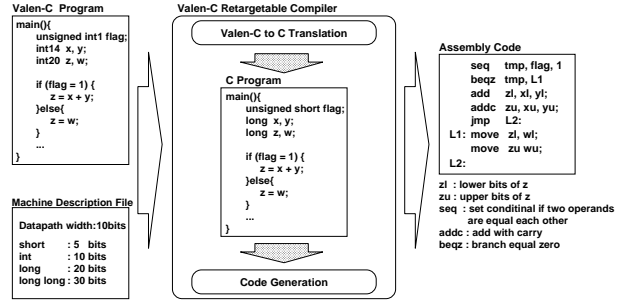 Valen-C Program
main(){
unsigned int1 flag;
int14 x, y;
int20 z, w;
if (flag = 1) {
z = x + y;
}else{
z = w;
}
...
}
Machine Description File
Datapath width:10bits
short : 5 bits
int : 10 bits
long : 20 bits
long long : 30 bits
Valen-C Retargetable Compiler
Valen-C to C Translation
C Program
main(){
unsigned short flag;
long x, y;
long z, w;
if (flag = 1) {
z = x + y;
}else{
z = w;
}
...
}
Code Generation
Assembly Code
seq tmp, flag, 1
beqz tmp, L1
add zl, xl, yl;
addc zu, xu, yu;
jmp L2:
L1: move zl, wl;
move zu wu;
L2:
zl : lower bits of z
zu : upper bits of z
seq : set conditinal if two operands
are equal each other
addc : add with carry
beqz : branch equal zero